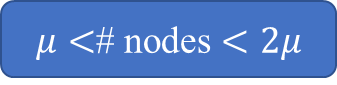 𝜇 <# nodes < 2𝜇